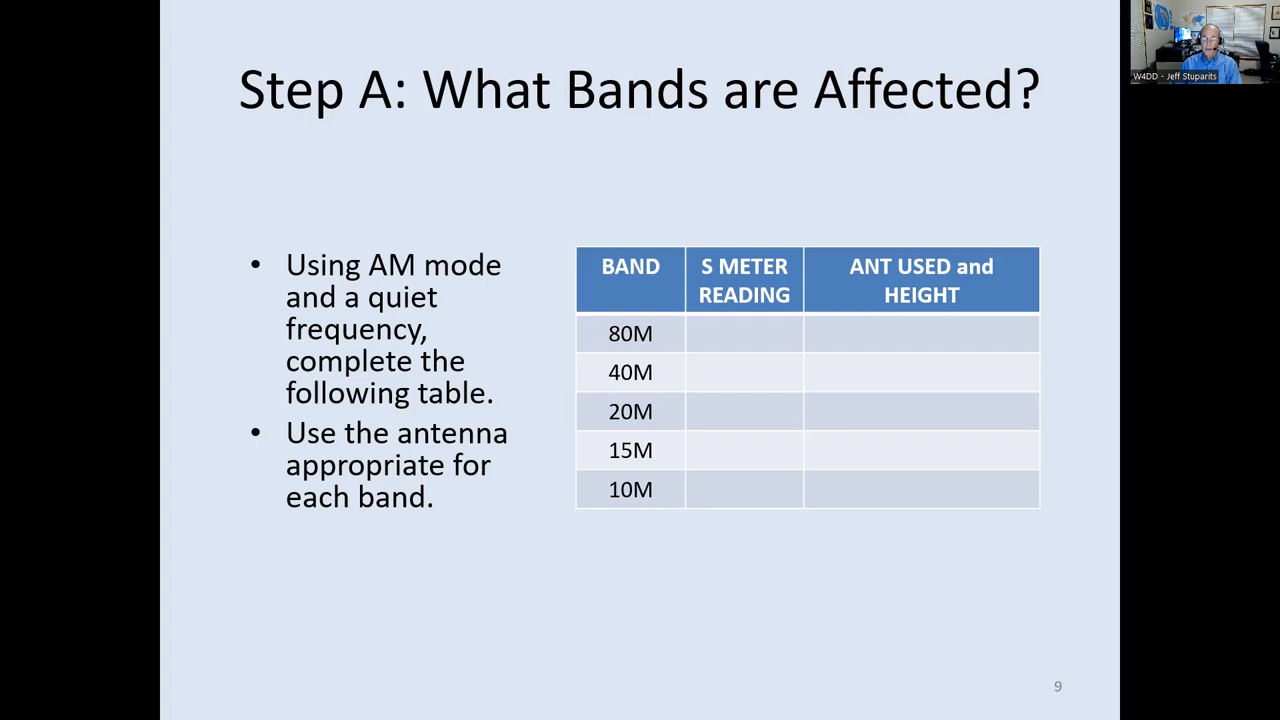 Step A: What Bands are Affected?
W4DD - Jeff Stuparits
• Using AM mode
and a quiet
frequency,
complete the
following table.
• Use the antenna
appropriate for
each band.
BAND S METER READING ANT USED and HEIGHT
80M
40M
20M
15M
10M
9